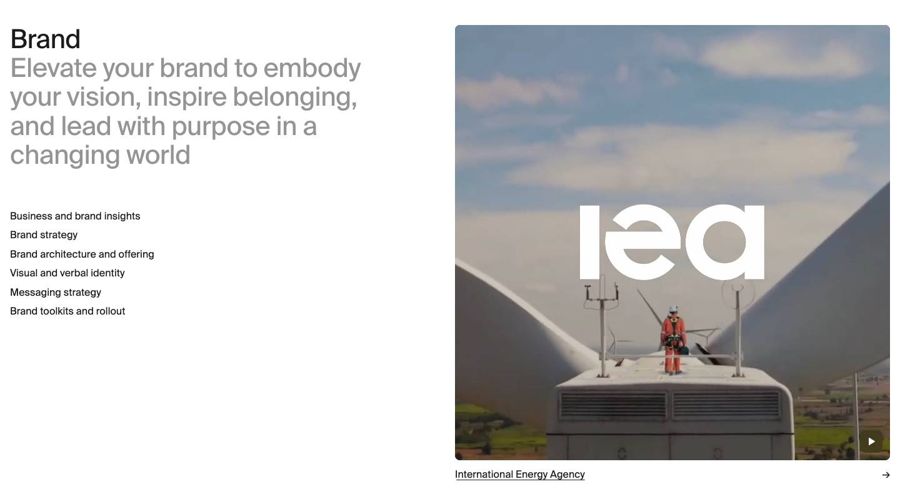 Brand
Elevate your brand to embody
your vision, inspire belonging,
and lead with purpose in a
changing world
Business and brand insights
Brand strategy
Brand architecture and offering
Visual and verbal identity
Messaging strategy
Brand toolkits and rollout
iea
International Energy Agency